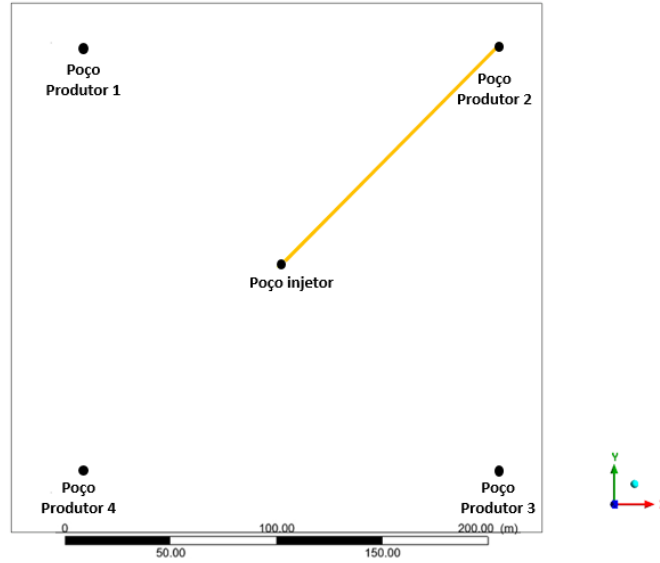 Poço
Produtor 1
Poço
Produtor 2
Poço injetor
Poço
Produtor 4
Poço
Produtor 3
0
100.00
200.00 (m)
50.00
150.00
Y